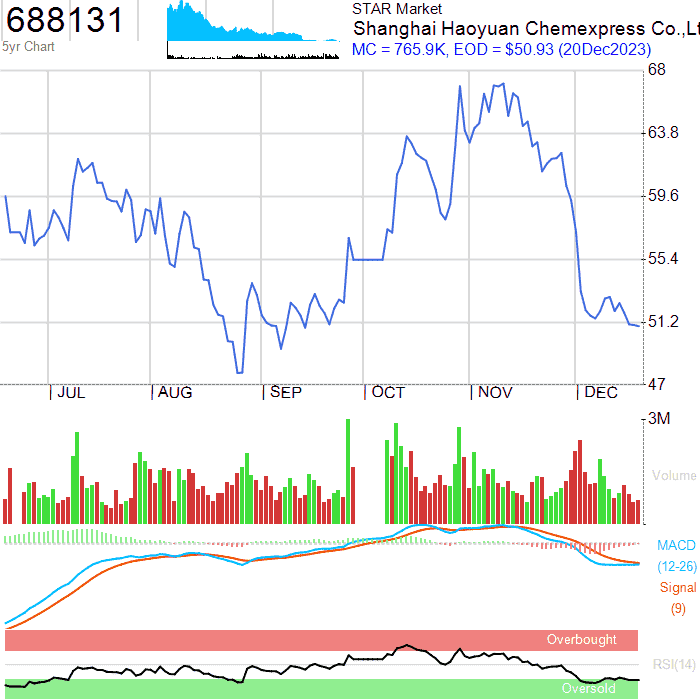 688131
5yr Chart
STAR Market
Shanghai Haoyuan Chemexpress Co.,Lt
MC = 765.9K, EOD = $50.93 (20Dec2023)
68
63.8
59.6
55.4
51.2
47
JUL AUG SEP OCT NOV DEC
3M
Volume
MACD
(12-26)
Signal
(9)
Overbought
RSI(14)
Oversold